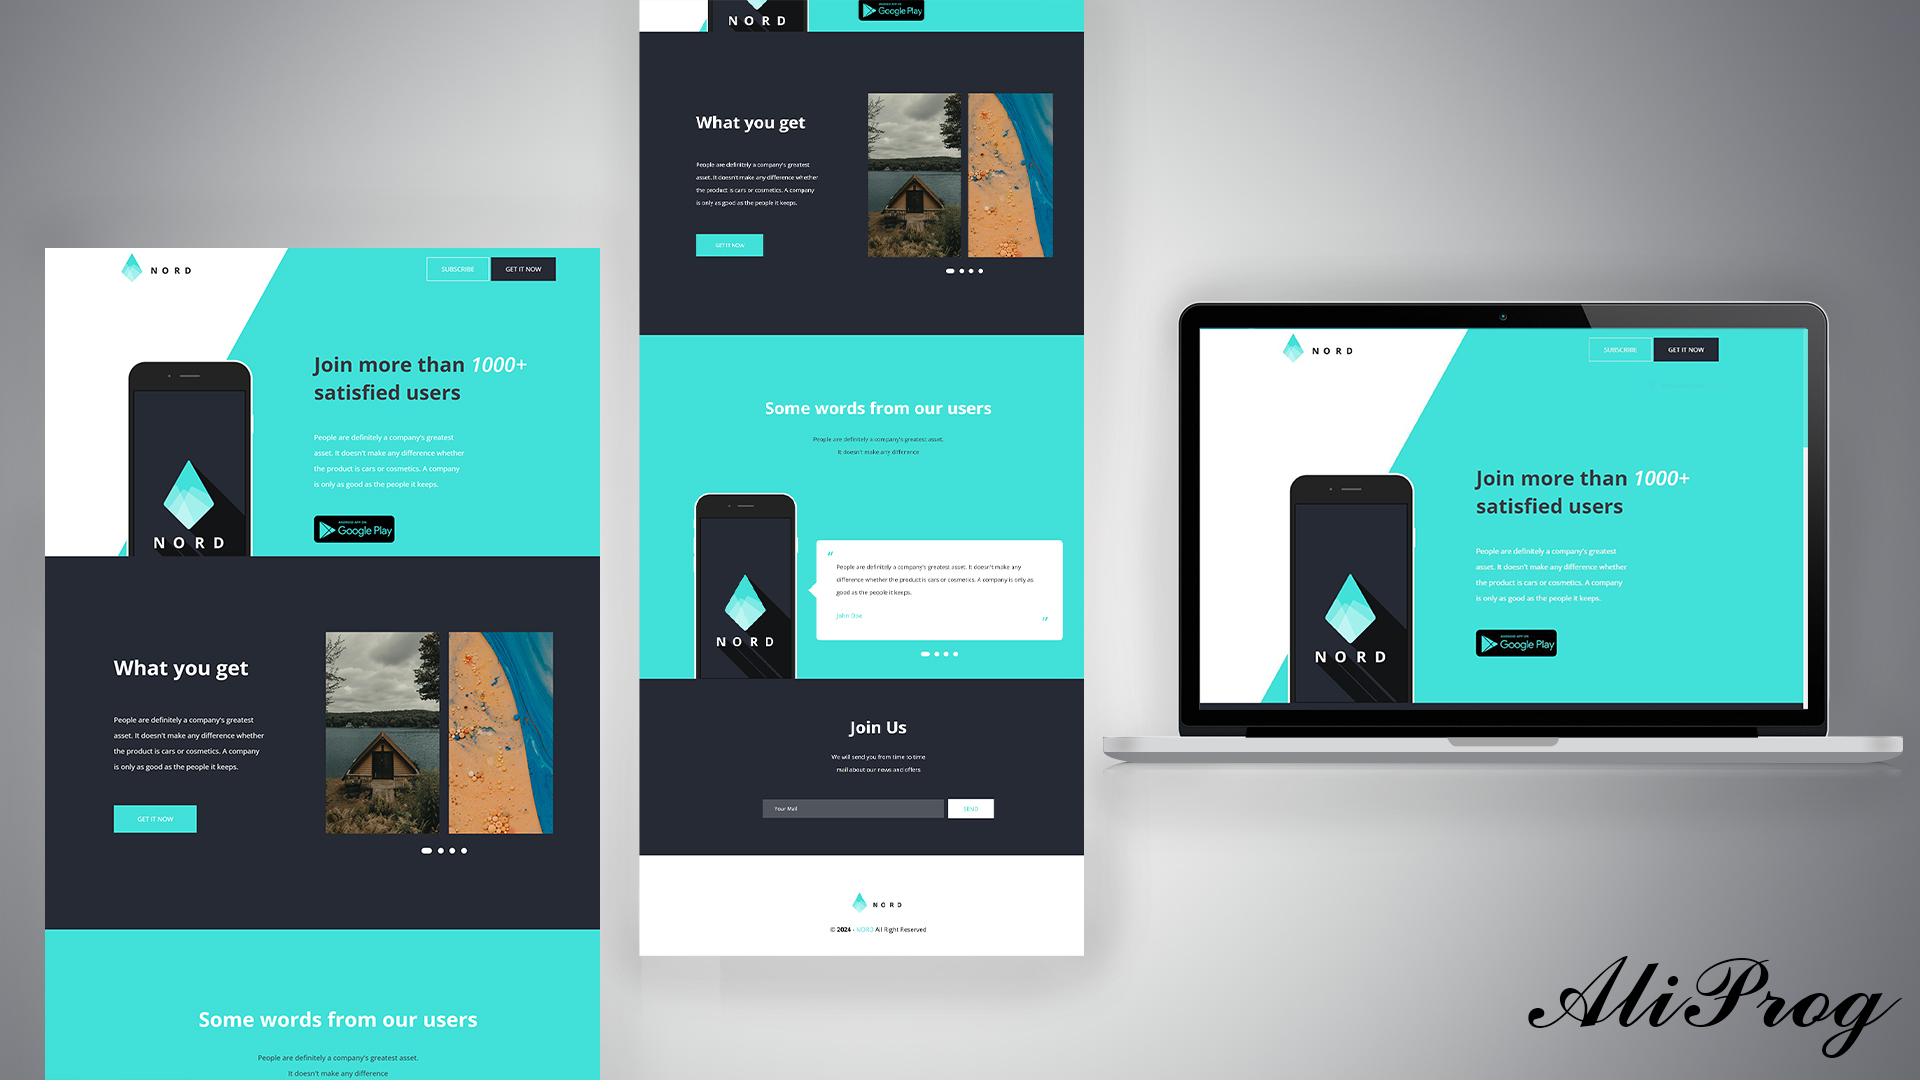 NORD
SUBSCRIBE
GET IT NOW
Join more than 1000+
satisfied users
People are definitely a company's greatest
asset. It doesn't make any difference whether
the product is cars or cosmetics. A company
is only as good as the people it keeps.
ANDROID APP ON
Google Play
NORD
What you get
People are definitely a company's greatest
asset. It doesn't make any difference whether
the product is cars or cosmetics. A company
is only as good as the people it keeps.
GET IT NOW
Some words from our users
People are definitely a company's greatest asset.
It doesn't make any difference
NORD
ANDROID APP ON
Google Play
What you get
People are definitely a company's greatest
asset. It doesn't make any difference whether
the product is cars or cosmetics. A company
is only as good as the people it keeps.
GET IT NOW
Some words from our users
People are definitely a company's greatest asset.
It doesn't make any difference
NORD
“
People are definitely a company's greatest asset. It doesn't make any
difference whether the product is cars or cosmetics. A company is only as
good as the people it keeps.
John Doe
”
Join Us
We will send you from time to time
mail about our news and offers
Your Mail
SEND
NORD
© 2024 - NORD All Right Reserved
NORD
SUBSCRIBE
GET IT NOW
Join more than 1000+
satisfied users
People are definitely a company's greatest
asset. It doesn't make any difference whether
the product is cars or cosmetics. A company
is only as good as the people it keeps.
ANDROID APP ON
Google Play
NORD
AliProg